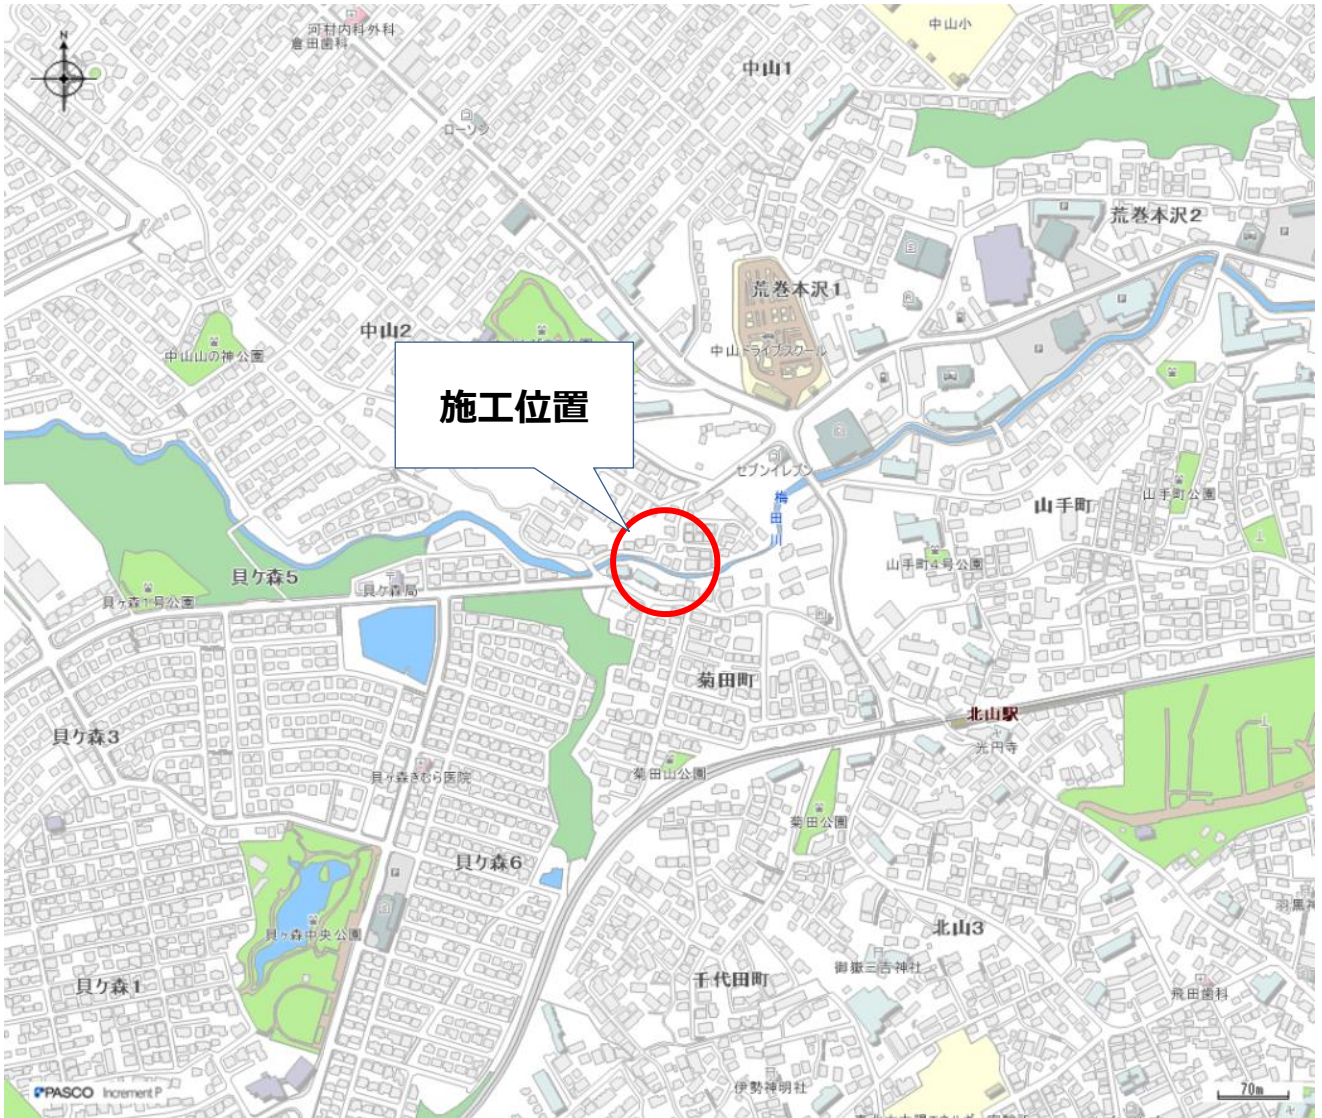 河村内科外科
倉田歯科
中山小
N
中山1
ローソン
荒巻本沢2
荒巻本沢1
中山2
中山ドライブスクール
中山山の神公園
施工位置
セブンイレブン
梅田川
山手町
山手町公園
山手町4号公園
貝ケ森5
貝ケ森局
貝ヶ森1号公園
菊田町
北山駅
光円寺
貝ケ森3
貝ヶ森きむら医院
菊田山公園
菊田公園
貝ケ森6
貝ヶ森中央公園
北山3
千代田町
御嶽三吉神社
貝ケ森1
飛田歯科
伊勢神明社
PASCO Increment P
70m